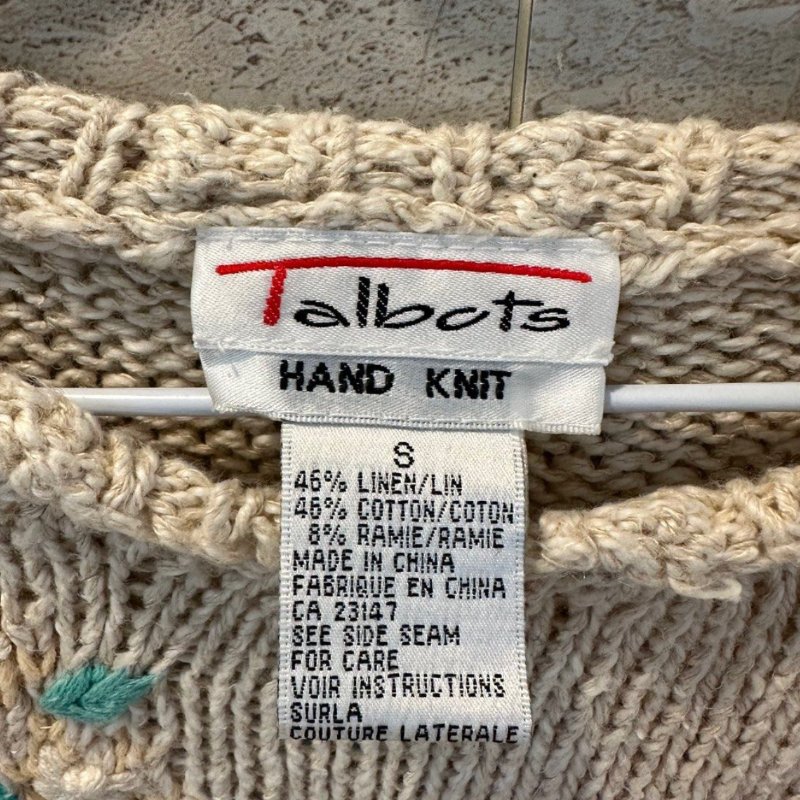 Talbots
HAND KNIT
S
46% LINEN/LIN
46% COTTON/COTON
8% RAMIE/RAMIE
MADE IN CHINA
FABRIQUE EN CHINA
CA 23147
SEE SIDE SEAM
FOR CARE
VOIR INSTRUCTIONS
SURLA
COUTURE LATERALE